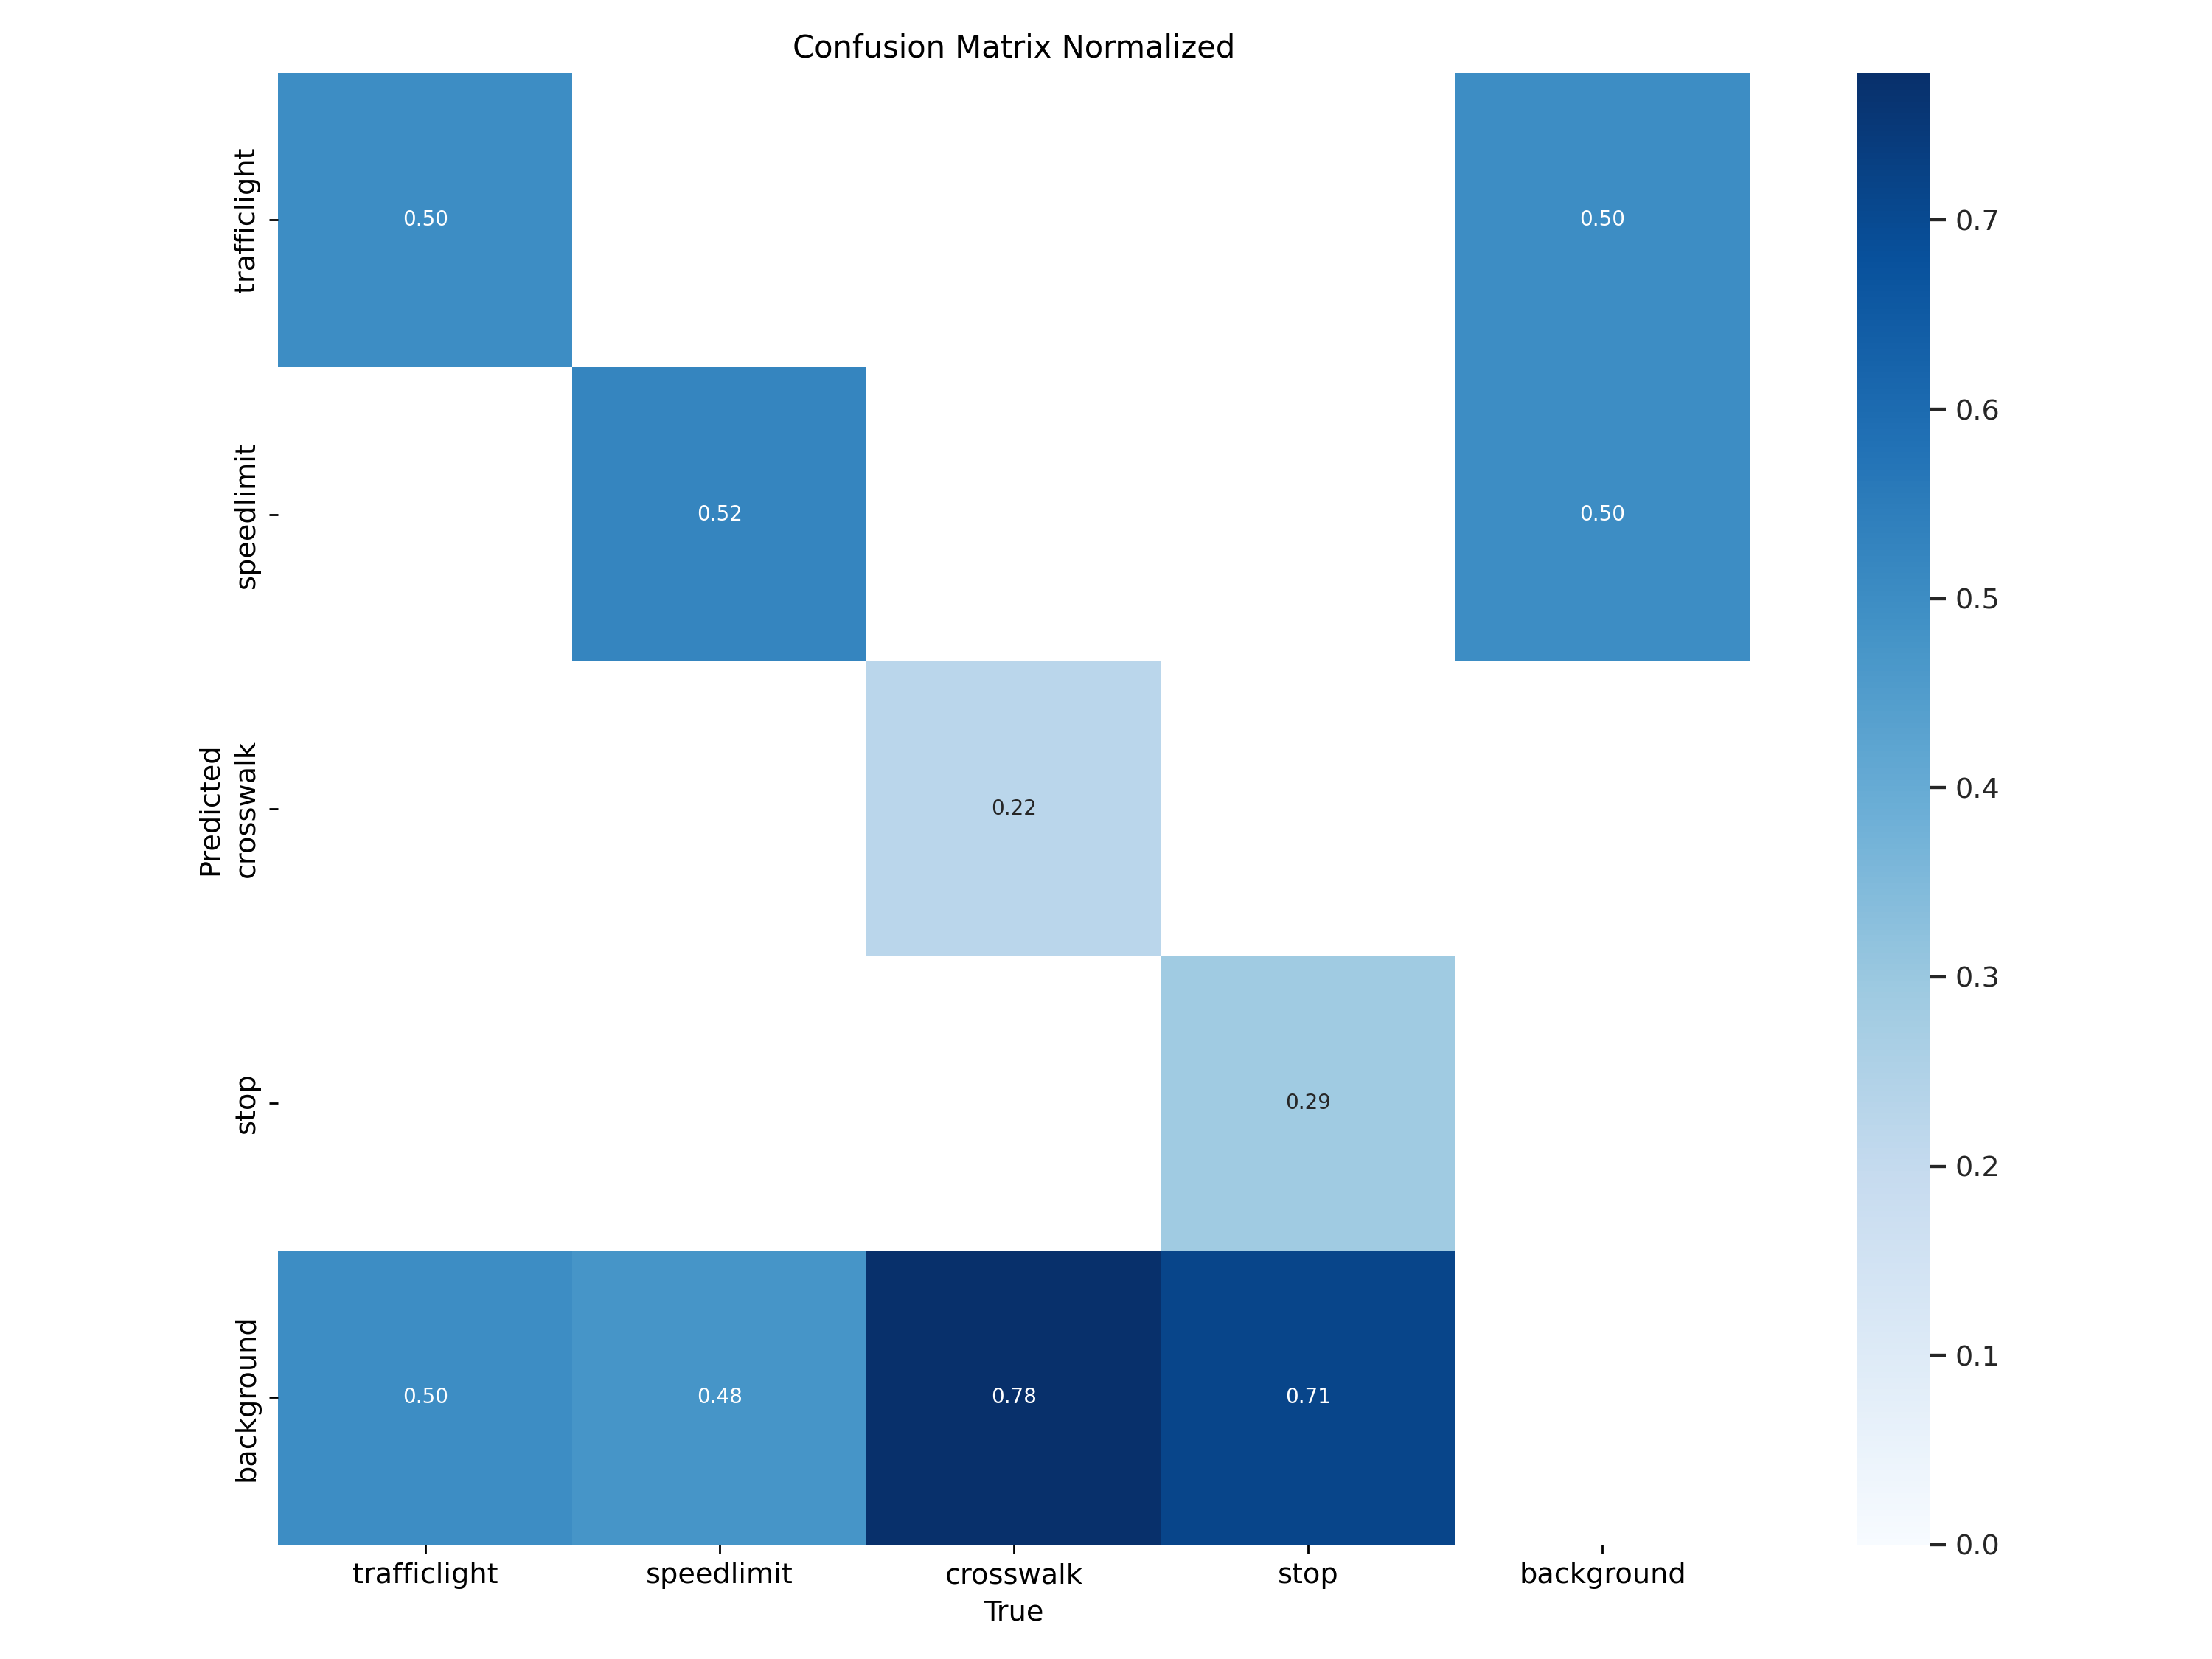 Confusion Matrix Normalized
trafficlight
0.50
0.50
speedlimit
0.52
0.50
Predicted
crosswalk
0.22
stop
0.29
background
0.50
0.48
0.78
0.71
trafficlight
speedlimit
crosswalk
stop
background
True
0.7
0.6
0.5
0.4
0.3
0.2
0.1
0.0